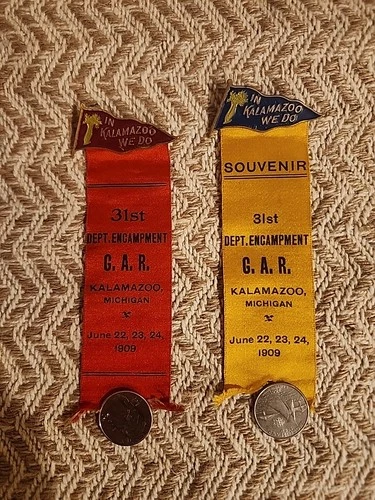 IN
KALAMAZOO
WE DO
31st
DEPT. ENCAMPMENT
G. A. R.
KALAMAZOO,
MICHIGAN
June 22, 23, 24,
1909.
IN
KALAMAZOO
WE DO
SOUVENIR
31st
DEPT. ENCAMPMENT
G. A. R.
KALAMAZOO,
MICHIGAN
June 22, 23, 24,
1909